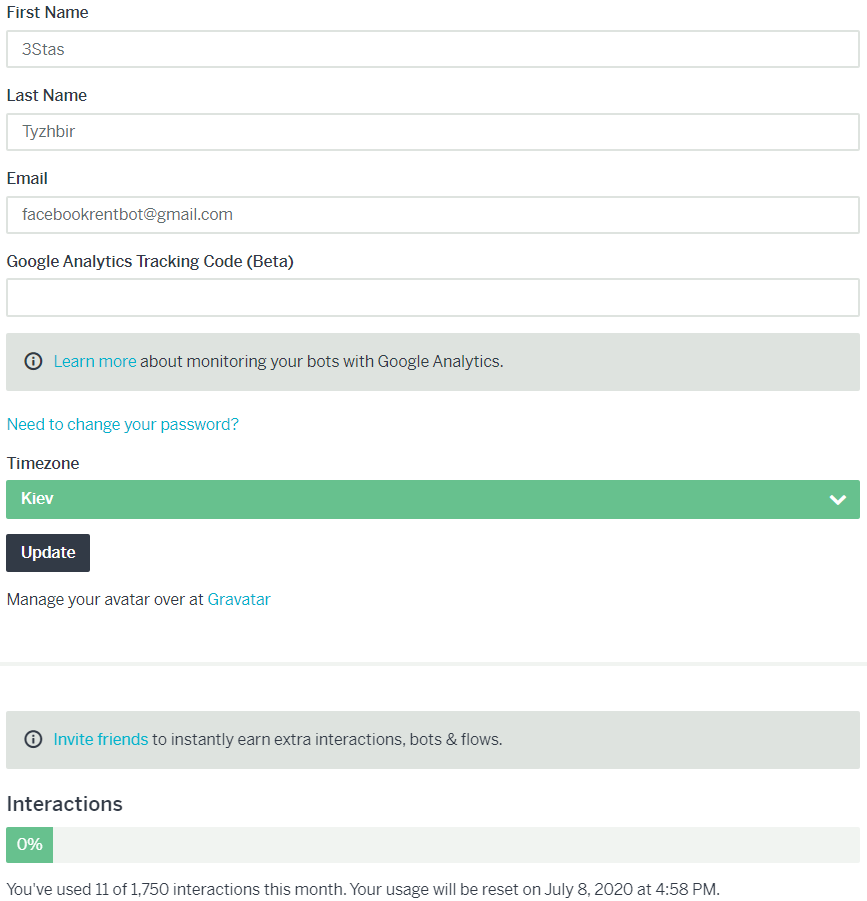 First Name
3Stas
Last Name
Tyzhbir
Email
facebookrentbot@gmail.com
Google Analytics Tracking Code (Beta)
Learn more about monitoring your bots with Google Analytics.
Need to change your password?
Timezone
Kiev
Update
Manage your avatar over at Gravatar
Invite friends to instantly earn extra interactions, bots & flows.
Interactions
0%
You've used 11 of 1,750 interactions this month. Your usage will be reset on July 8, 2020 at 4:58 PM.